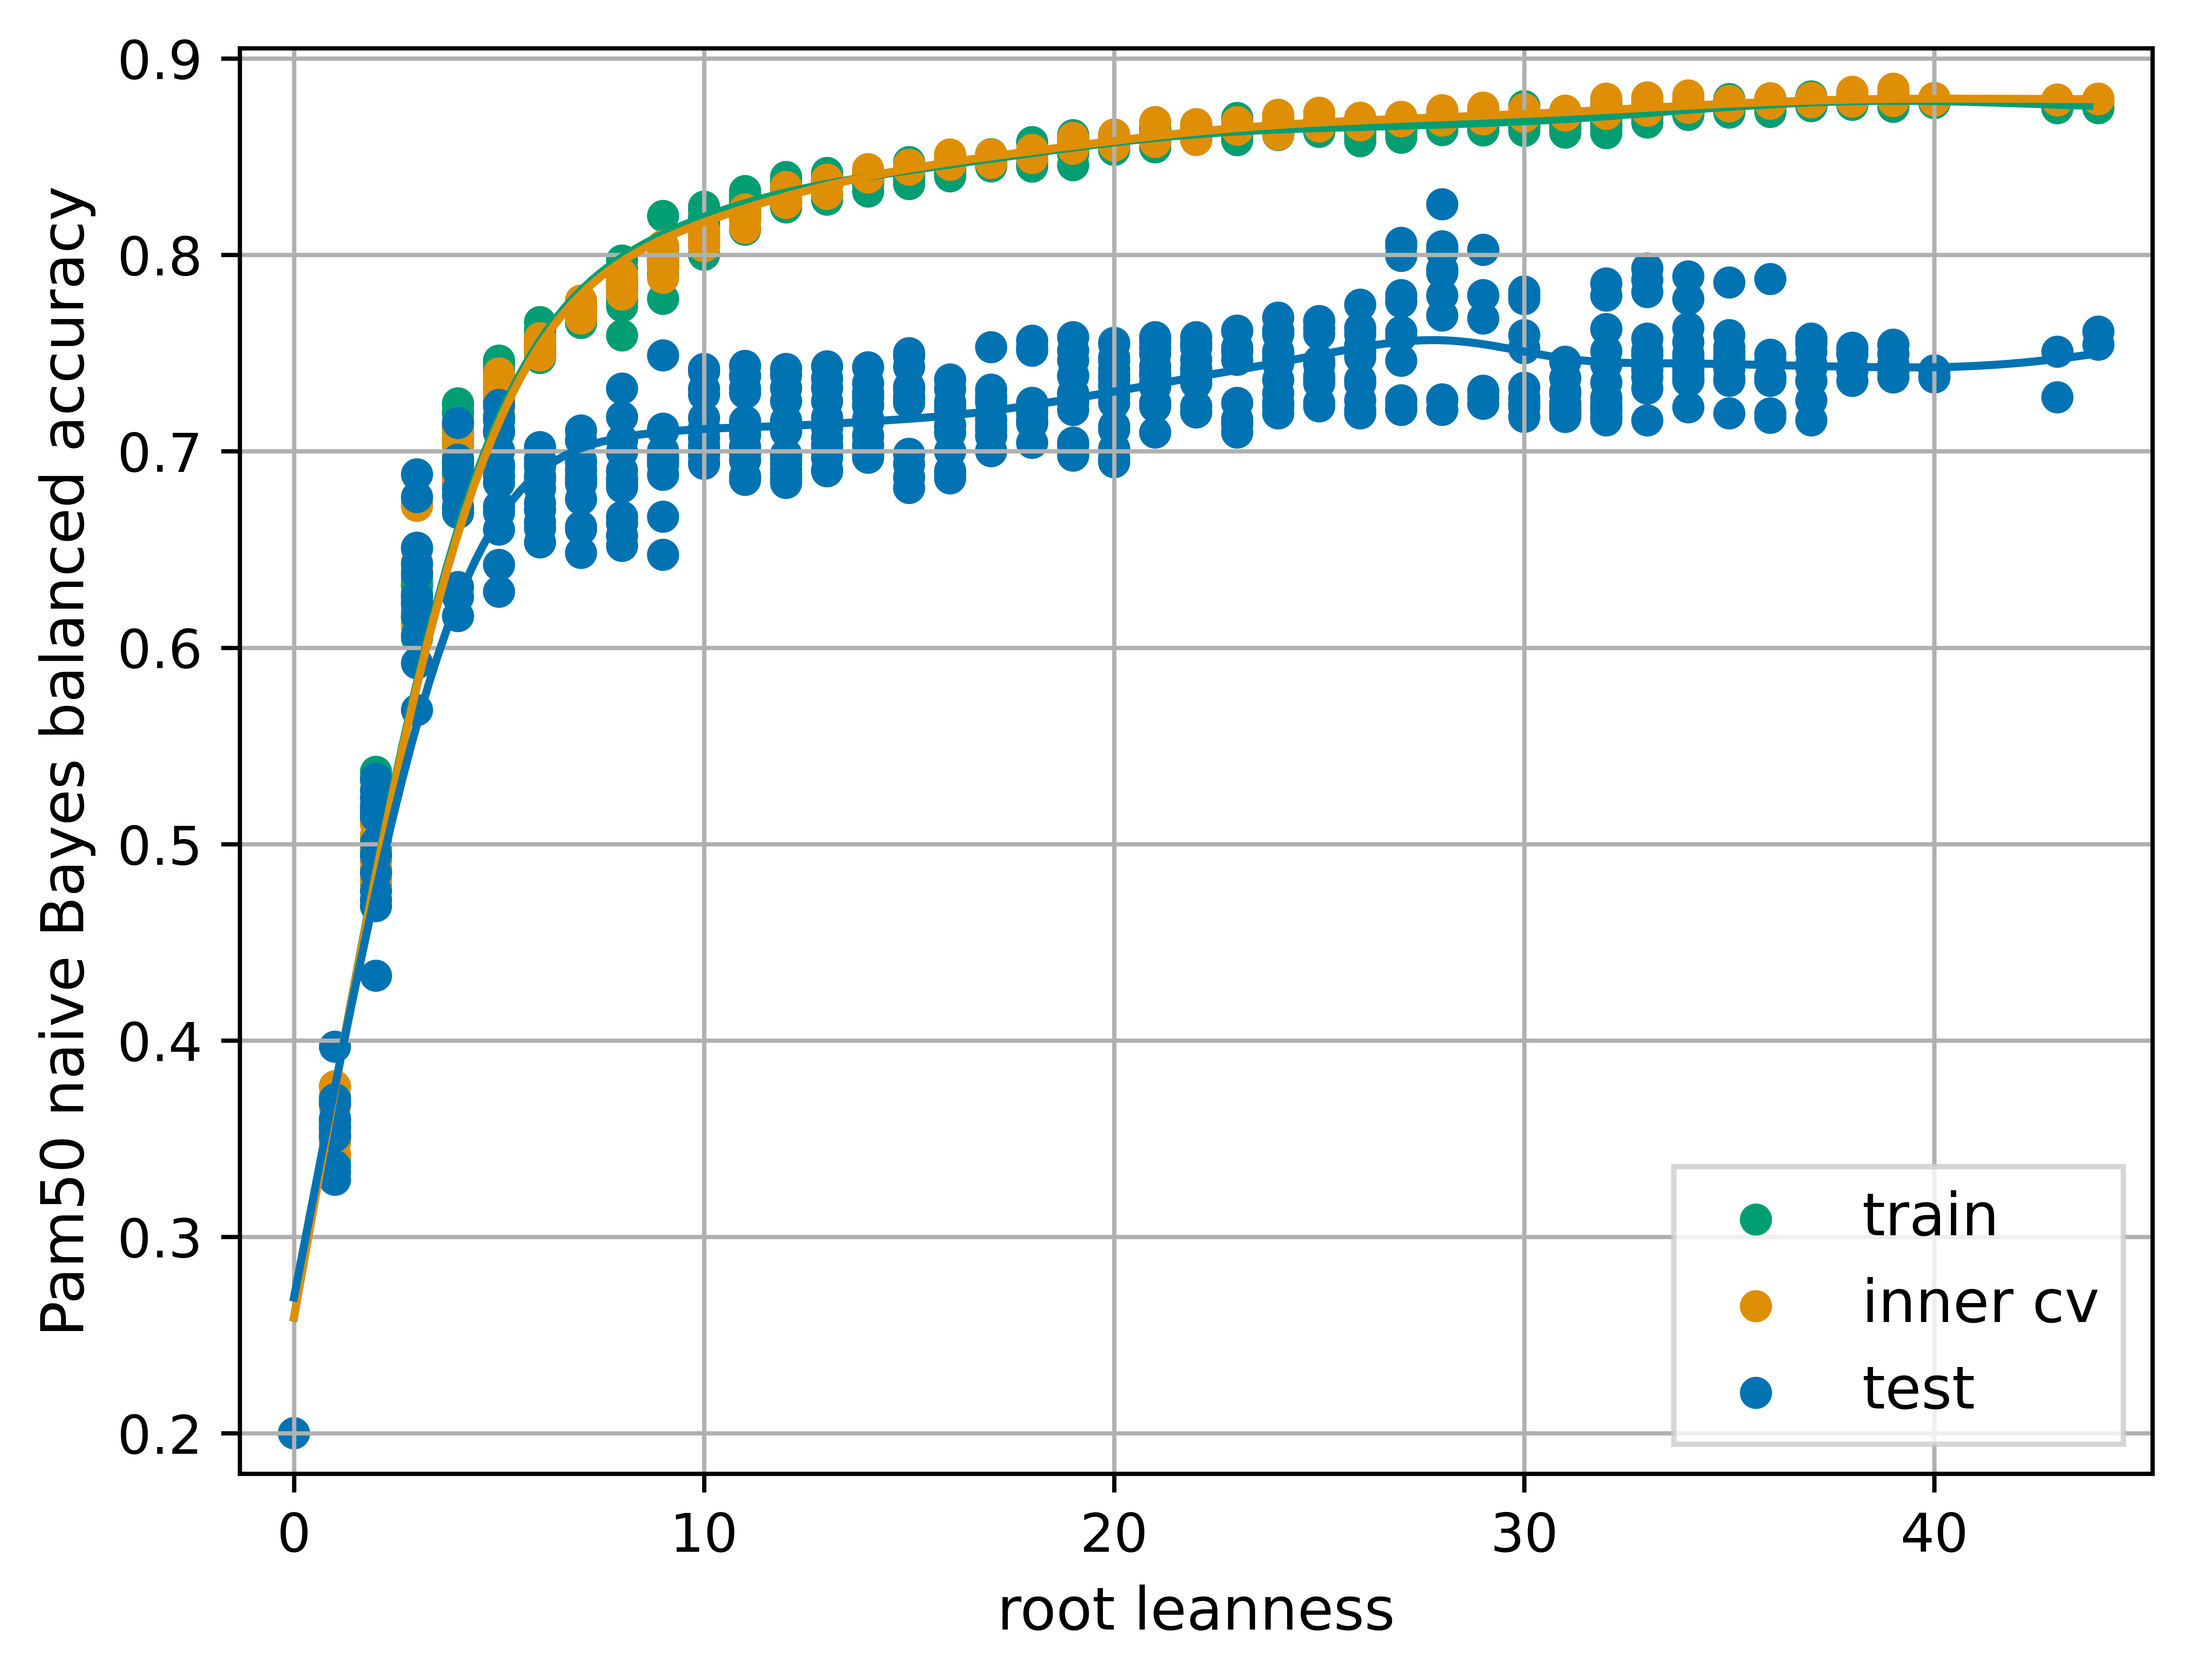 Pam50 naive Bayes balanced accuracy
0.9
0.8
0.7
0.6
0.5
0.4
0.3
0.2
train
inner cv
test
0 10 20 30 40
root leanness